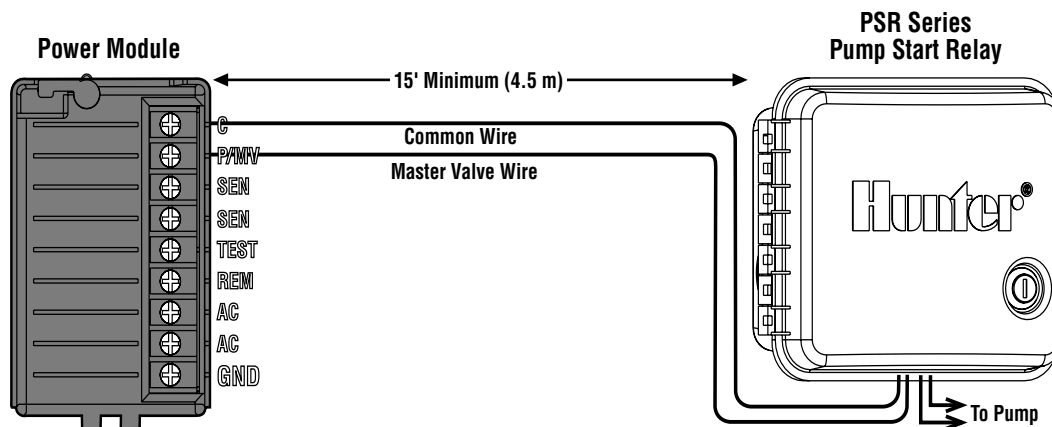 PSR Series
Pump Start Relay
Power Module
15' Minimum (4.5 m)
C
Common Wire
P/MV
Master Valve Wire
SEN
SEN
TEST
REM
AC
AC
GND
Hunter®
To Pump